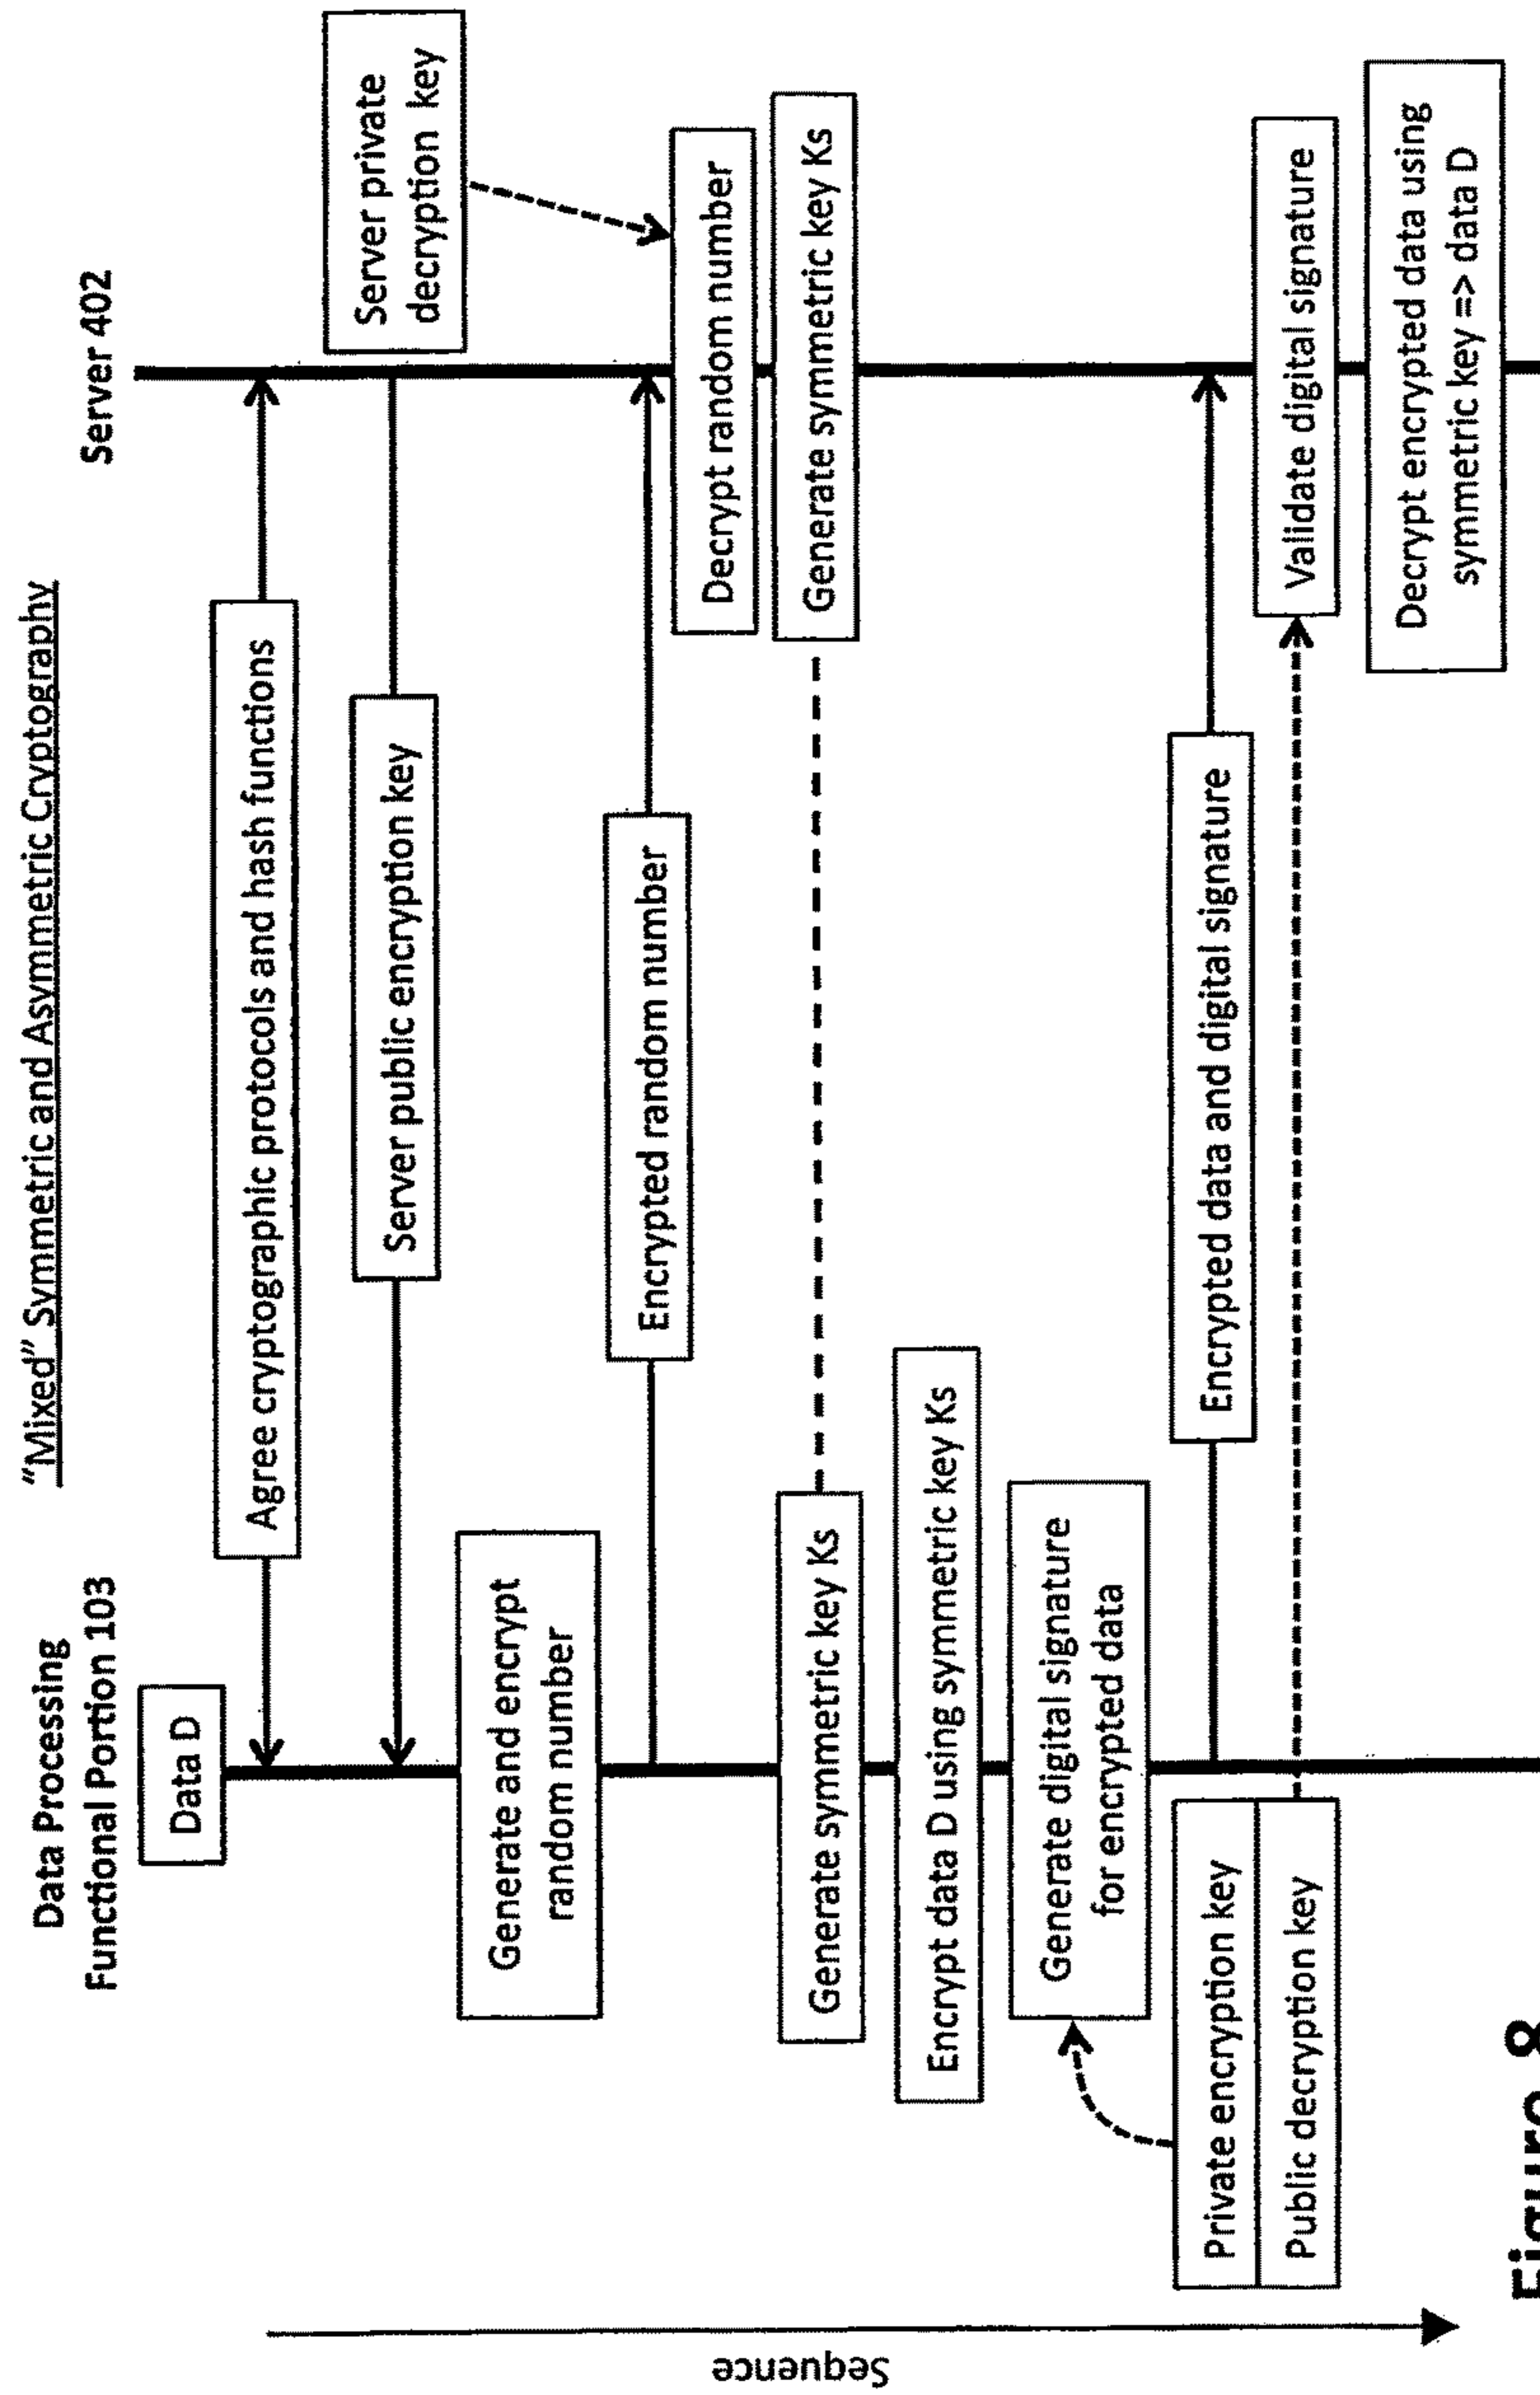 "Mixed" Symmetric and Asymmetric Cryptography
Data Processing
Functional Portion 103
Server 402
Data D
Agree cryptographic protocols and hash functions
Server public encryption key
Server private
decryption key
Generate and encrypt
random number
Encrypted random number
Decrypt random number
Generate symmetric key Ks
Generate symmetric key Ks
Encrypt data D using symmetric key Ks
Generate digital signature
for encrypted data
Encrypted data and digital signature
Private encryption key
Public decryption key
Validate digital signature
Decrypt encrypted data using
symmetric key => data D
Sequence
Figure 8